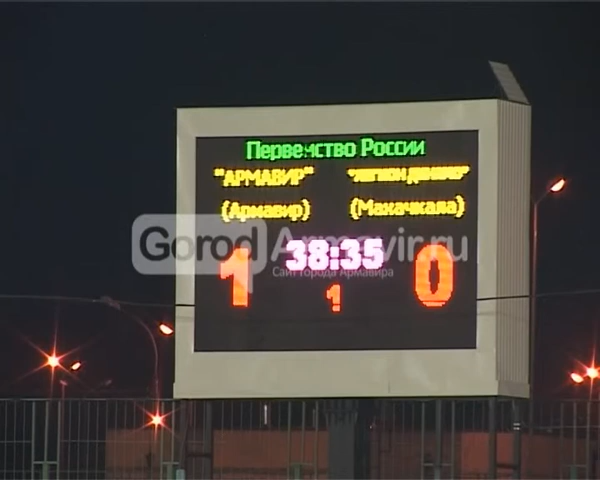 Первенство России
"АРМАВИР"
(Армавир) (Махачкала)
GorodArmavir.ru
38:35
Сайт города Армавира
1 0
1